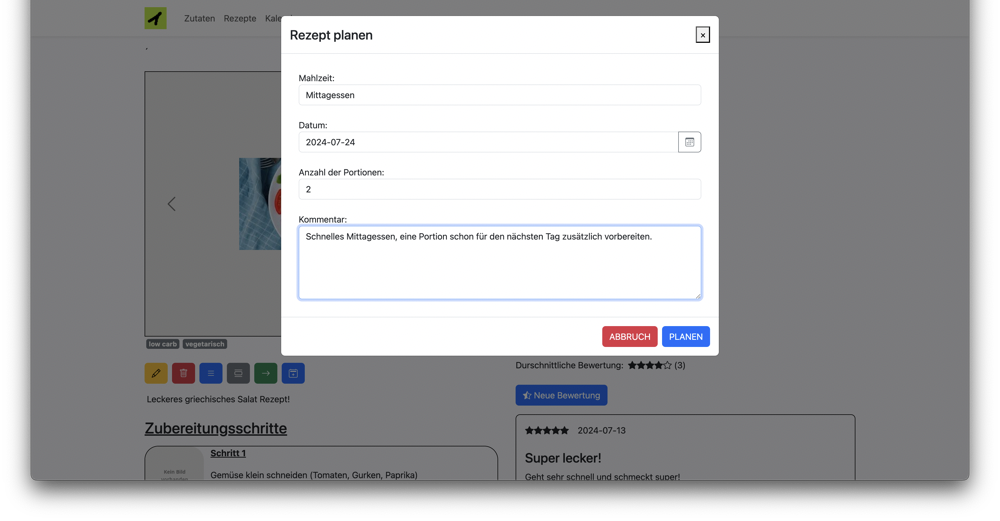 Zutaten Rezepte
Rezept planen
×
Mahlzeit:
Mittagessen
Datum:
2024-07-24
Anzahl der Portionen:
2
Kommentar:
Schnelles Mittagessen, eine Portion schon für den nächsten Tag zusätzlich vorbereiten.
ABBRUCH PLANEN
low carb vegetarisch
Durschnittliche Bewertung: ★★★★☆ (3)
Leckeres griechisches Salat Rezept!
Neue Bewertung
Zubereitungsschritte
Schritt 1
Kein Bild
Gemüse klein schneiden (Tomaten, Gurken, Paprika)
★★★★★ 2024-07-13
Super lecker!
Geht sehr schnell und schmeckt super!